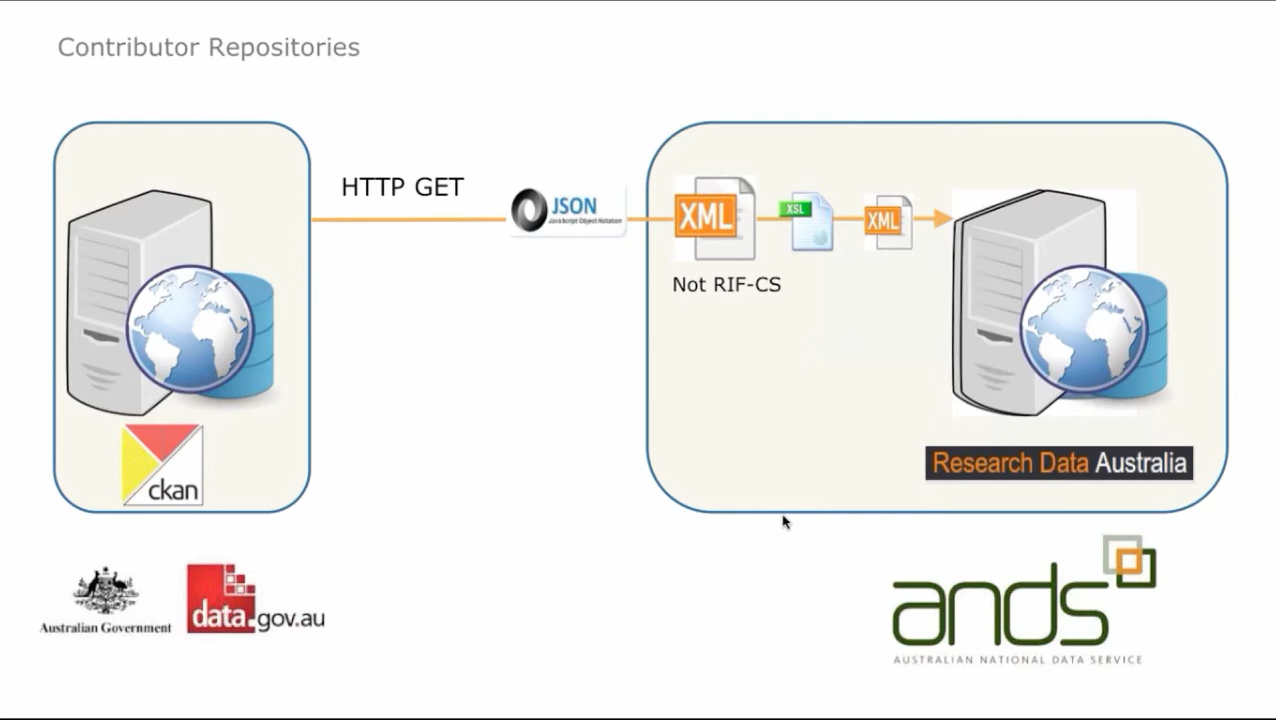 Contributor Repositories
HTTP GET
JSON
JavaScript Object Notation
XML
XSL
XML
Not RIF-CS
ckan
Research Data Australia
Australian Government
data.gov.au
ands
AUSTRALIAN NATIONAL DATA SERVICE